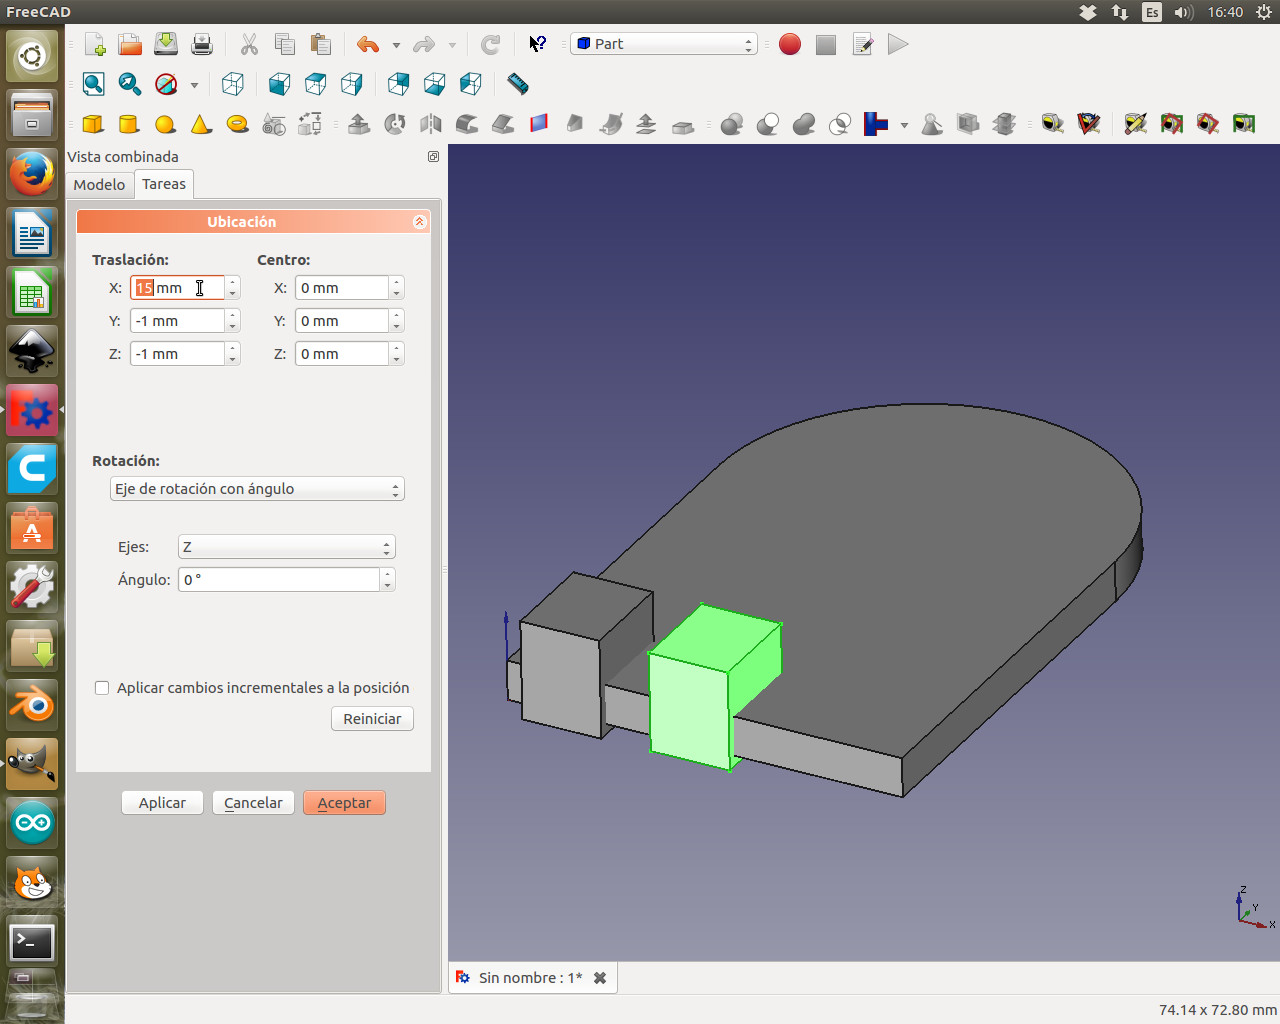 FreeCAD
Es
16:40
Part
Vista combinada
Modelo
Tareas
Ubicación
Traslación:
Centro:
X: 15 mm
X: 0 mm
Y: -1 mm
Y: 0 mm
Z: -1 mm
Z: 0 mm
Rotación:
Eje de rotación con ángulo
Ejes: Z
Ángulo: 0 °
Aplicar cambios incrementales a la posición
Reiniciar
Aplicar
Cancelar
Aceptar
Z
Y
X
Sin nombre : 1*
74.14 x 72.80 mm